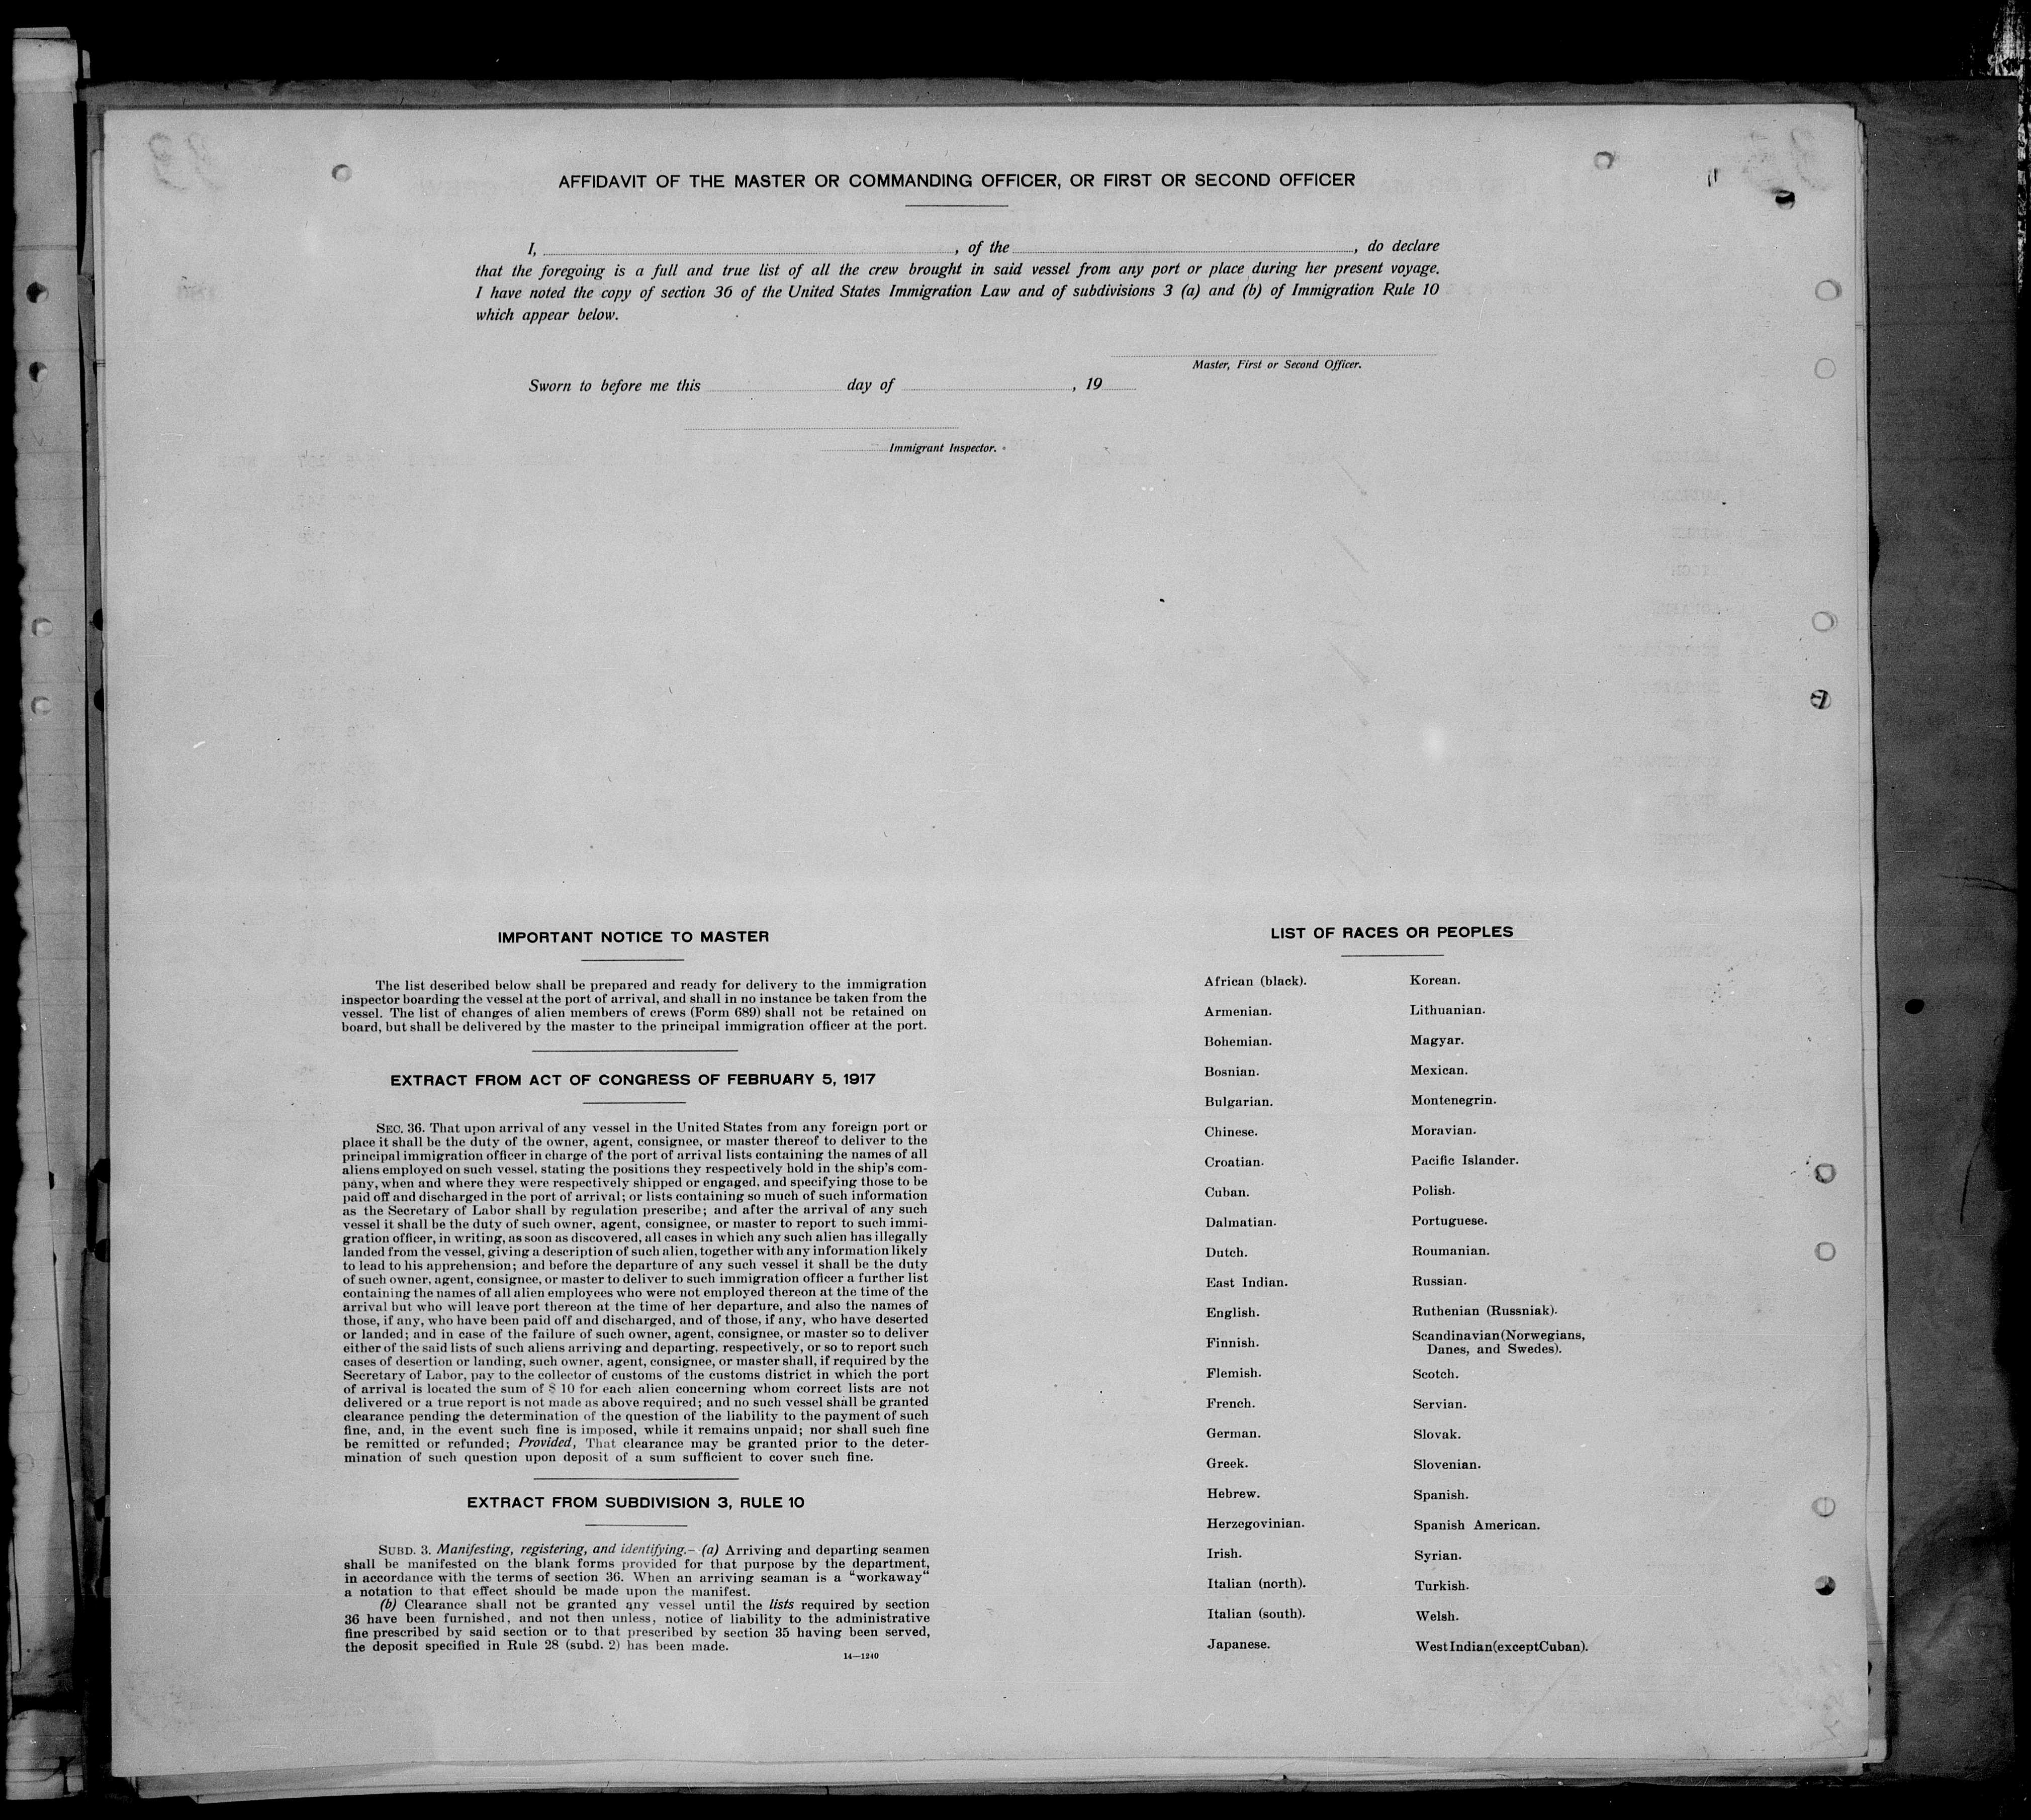 AFFIDAVIT OF THE MASTER OR COMMANDING OFFICER, OR FIRST OR SECOND OFFICER
I, , of the , do declare
that the foregoing is a full and true list of all the crew brought in said vessel from any port or place during her present voyage.
I have noted the copy of section 36 of the United States Immigration Law and of subdivisions 3 (a) and (b) of Immigration Rule 10
which appear below.
Master, First or Second Officer.
Sworn to before me this day of , 19
Immigrant Inspector.
IMPORTANT NOTICE TO MASTER
The list described below shall be prepared and ready for delivery to the immigration
inspector boarding the vessel at the port of arrival, and shall in no instance be taken from the
vessel. The list of changes of alien members of crews (Form 689) shall not be retained on
board, but shall be delivered by the master to the principal immigration officer at the port.
EXTRACT FROM ACT OF CONGRESS OF FEBRUARY 5, 1917
SEC. 36. That upon arrival of any vessel in the United States from any foreign port or
place it shall be the duty of the owner, agent, consignee, or master thereof to deliver to the
principal immigration officer in charge of the port of arrival lists containing the names of all
aliens employed on such vessel, stating the positions they respectively hold in the ship's com-
pany, when and where they were respectively shipped or engaged, and specifying those to be
paid off and discharged in the port of arrival; or lists containing so much of such information
as the Secretary of Labor shall by regulation prescribe; and after the arrival of any such
vessel it shall be the duty of such owner, agent, consignee, or master to report to such immi-
gration officer, in writing, as soon as discovered, all cases in which any such alien has illegally
landed from the vessel, giving a description of such alien, together with any information likely
to lead to his apprehension; and before the departure of any such vessel it shall be the duty
of such owner, agent, consignee, or master to deliver to such immigration officer a further list
containing the names of all alien employees who were not employed thereon at the time of the
arrival but who will leave port thereon at the time of her departure, and also the names of
those, if any, who have been paid off and discharged, and of those, if any, who have deserted
or landed; and in case of the failure of such owner, agent, consignee, or master so to deliver
either of the said lists of such aliens arriving and departing, respectively, or so to report such
cases of desertion or landing, such owner, agent, consignee, or master shall, if required by the
Secretary of Labor, pay to the collector of customs of the customs district in which the port
of arrival is located the sum of $ 10 for each alien concerning whom correct lists are not
delivered or a true report is not made as above required; and no such vessel shall be granted
clearance pending the determination of the question of the liability to the payment of such
fine, and, in the event such fine is imposed, while it remains unpaid; nor shall such fine
be remitted or refunded; Provided, That clearance may be granted prior to the deter-
mination of such question upon deposit of a sum sufficient to cover such fine.
EXTRACT FROM SUBDIVISION 3, RULE 10
SUBD. 3. Manifesting, registering, and identifying.- (a) Arriving and departing seamen
shall be manifested on the blank forms provided for that purpose by the department,
in accordance with the terms of section 36. When an arriving seaman is a “workaway“
a notation to that effect should be made upon the manifest.
(b) Clearance shall not be granted any vessel until the lists required by section
36 have been furnished, and not then unless, notice of liability to the administrative
fine prescribed by said section or to that prescribed by section 35 having been served,
the deposit specified in Rule 28 (subd. 2) has been made.
14—1240
LIST OF RACES OR PEOPLES
African (black).
Armenian.
Bohemian.
Bosnian.
Bulgarian.
Chinese.
Croatian.
Cuban.
Dalmatian.
Dutch.
East Indian.
English.
Finnish.
Flemish.
French.
German.
Greek.
Hebrew.
Herzegovinian.
Irish.
Italian (north).
Italian (south).
Japanese.
Korean.
Lithuanian.
Magyar.
Mexican.
Montenegrin.
Moravian.
Pacific Islander.
Polish.
Portuguese.
Roumanian.
Russian.
Ruthenian (Russniak).
Scandinavian (Norwegians,
Danes, and Swedes).
Scotch.
Servian.
Slovak.
Slovenian.
Spanish.
Spanish American.
Syrian.
Turkish.
Welsh.
West Indian (except Cuban).